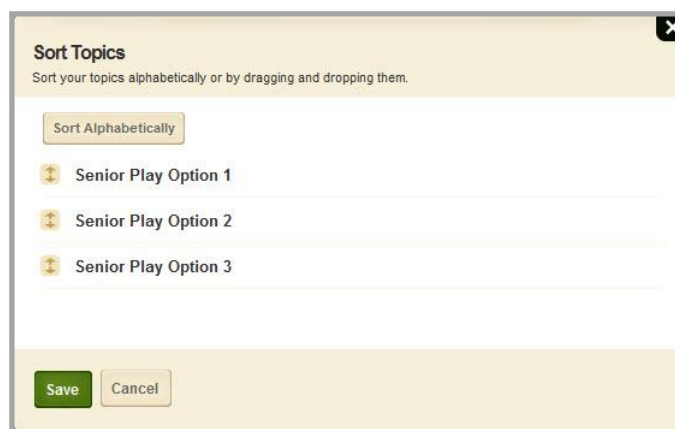 Sort Topics
Sort your topics alphabetically or by dragging and dropping them.
Sort Alphabetically
Senior Play Option 1
Senior Play Option 2
Senior Play Option 3
Save
Cancel